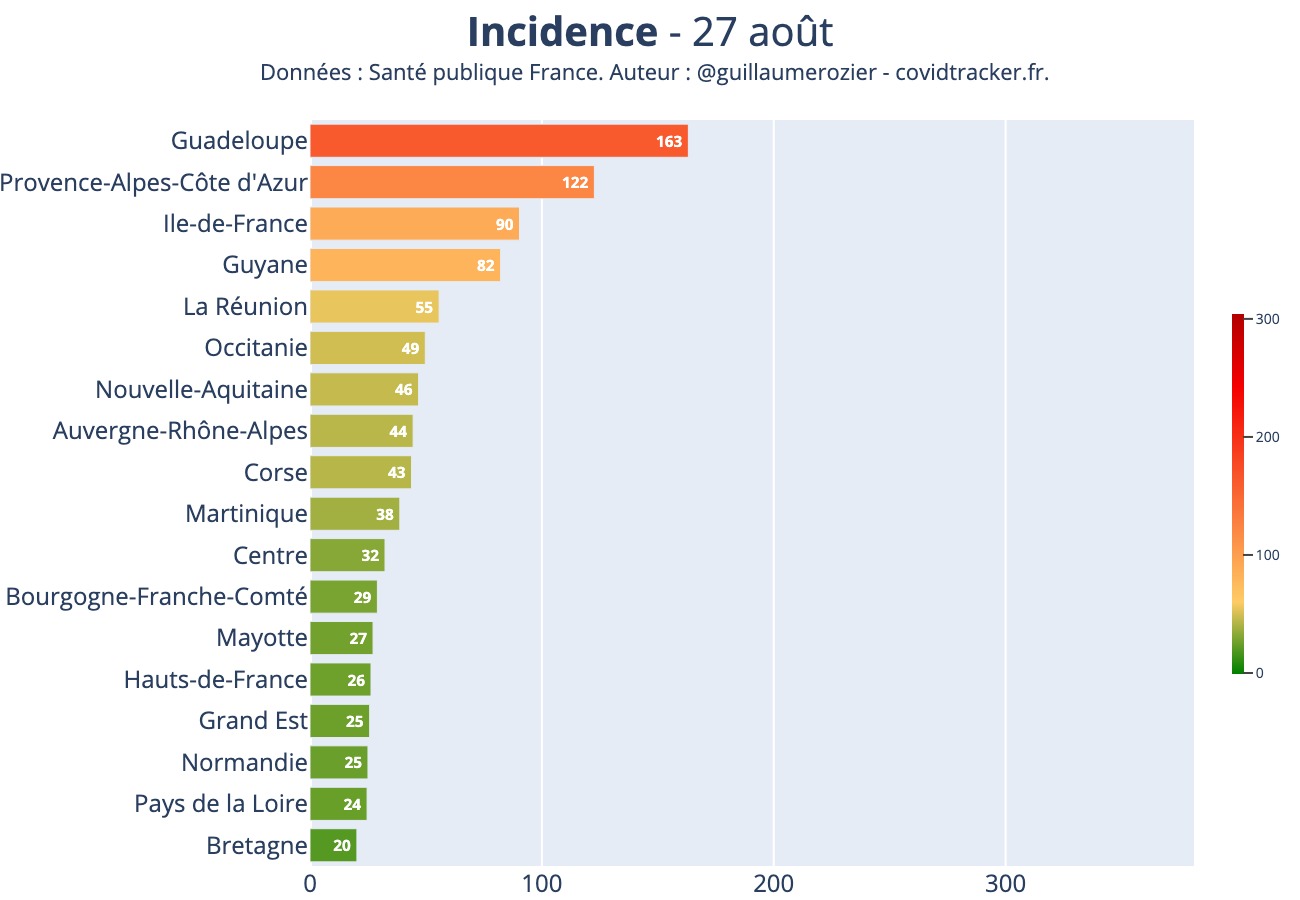 Incidence - 27 août
Données : Santé publique France. Auteur : @guillaumerozier - covidtracker.fr.
Guadeloupe 163
Provence-Alpes-Côte d'Azur 122
Ile-de-France 90
Guyane 82
La Réunion 55
Occitanie 49
Nouvelle-Aquitaine 46
Auvergne-Rhône-Alpes 44
Corse 43
Martinique 38
Centre 32
Bourgogne-Franche-Comté 29
Mayotte 27
Hauts-de-France 26
Grand Est 25
Normandie 25
Pays de la Loire 24
Bretagne 20
0 100 200 300
300
200
100
0